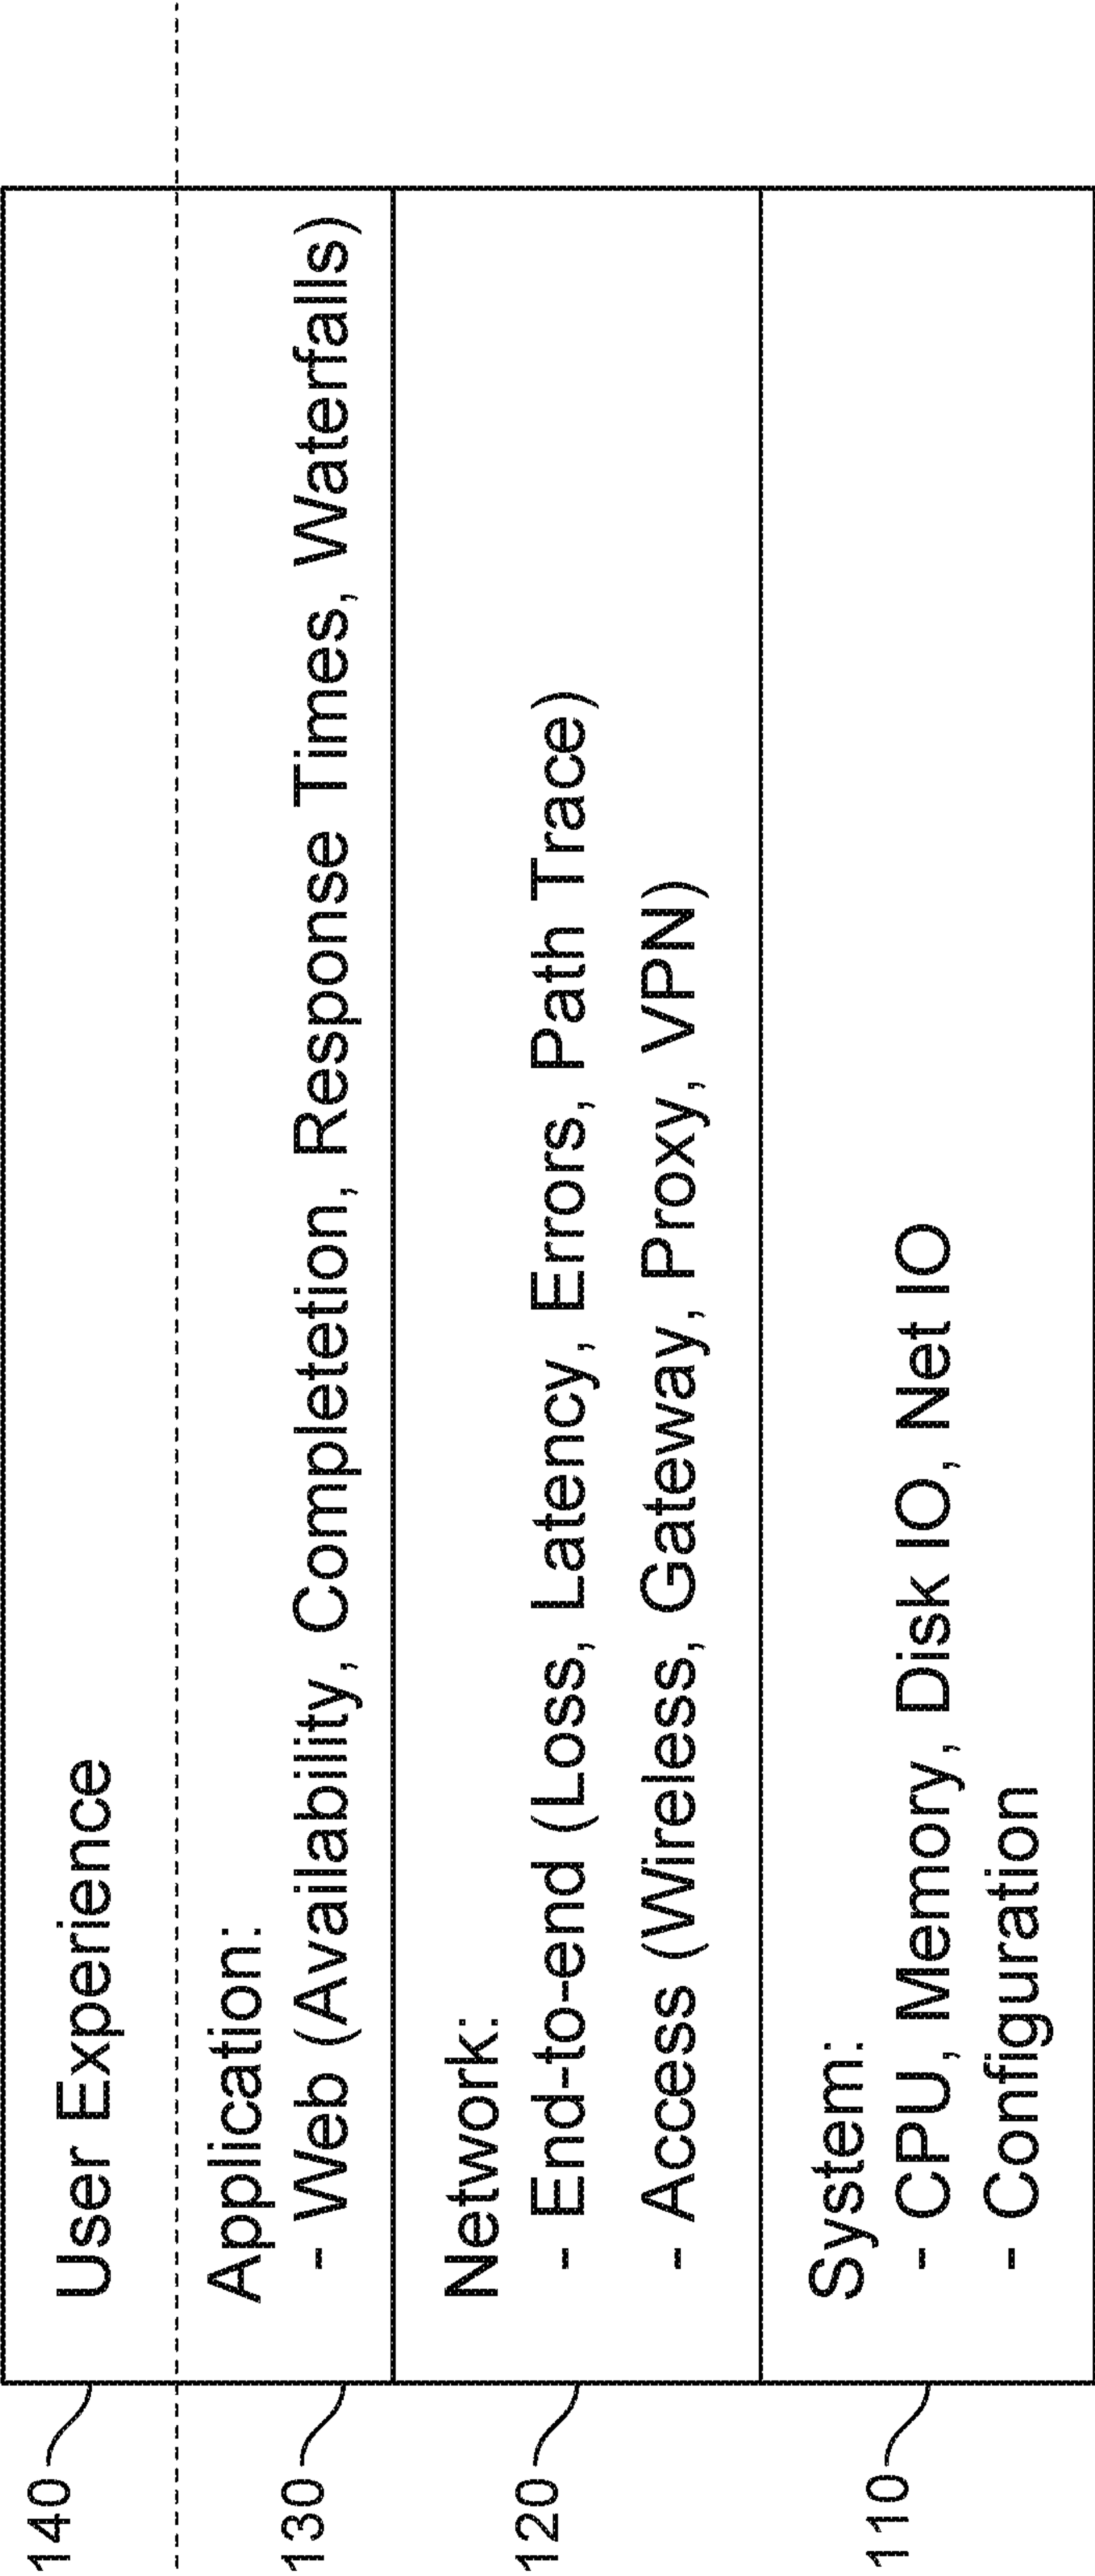 140
User Experience
130
Application:
- Web (Availability, Completetion, Response Times, Waterfalls)
120
Network:
- End-to-end (Loss, Latency, Errors, Path Trace)
- Access (Wireless, Gateway, Proxy, VPN)
110
System:
- CPU, Memory, Disk IO, Net IO
- Configuration